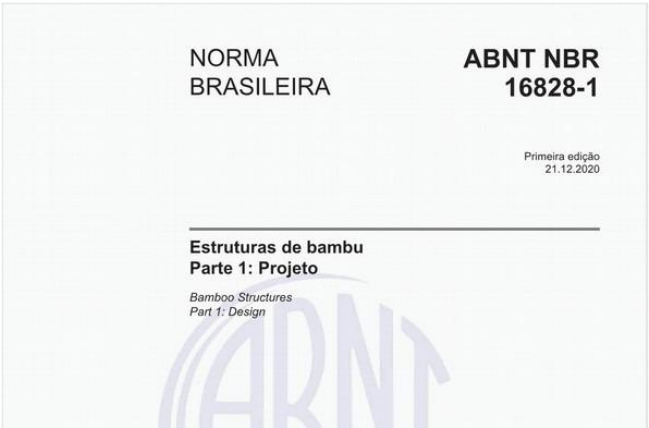 NORMA
BRASILEIRA
ABNT NBR
16828-1
Primeira edição
21.12.2020
Estruturas de bambu
Parte 1: Projeto
Bamboo Structures
Part 1: Design
ABNT